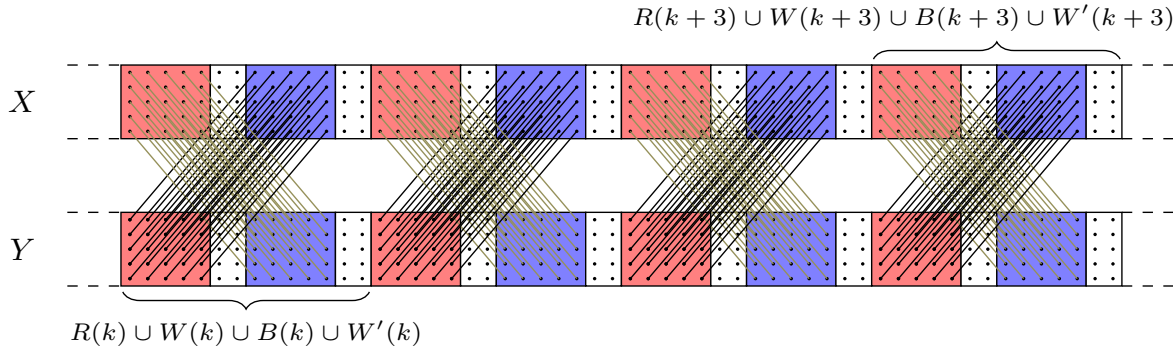 R(k + 3) ∪ W(k + 3) ∪ B(k + 3) ∪ W′(k + 3)
X
Y
R(k) ∪ W(k) ∪ B(k) ∪ W′(k)